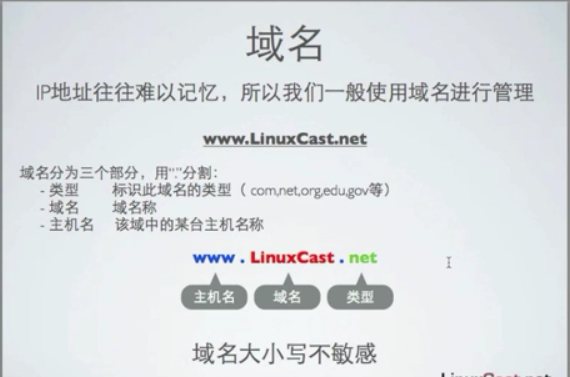 域名
IP地址往往难以记忆，所以我们一般使用域名进行管理
www.LinuxCast.net
域名分为三个部分，用“.”分割：
- 类型 标识此域名的类型（ com,net,org,edu,gov等）
- 域名 域名称
- 主机名 该域中的某台主机名称
www . LinuxCast . net
主机名 域名 类型
域名大小写不敏感
LinuxCast.net